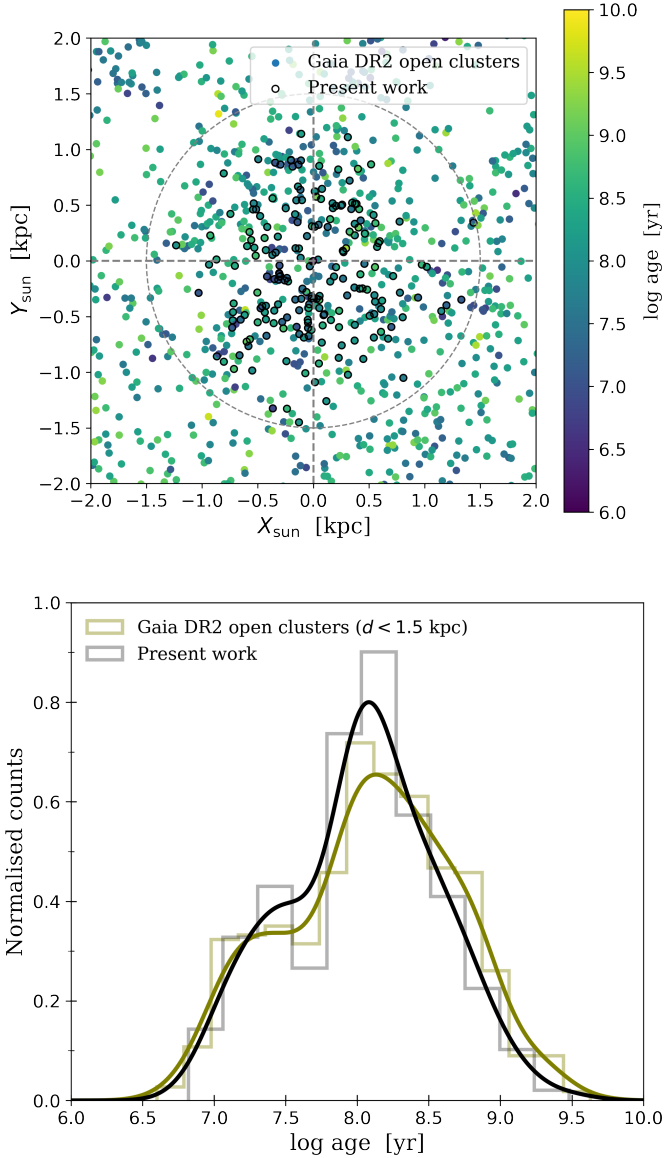 Gaia DR2 open clusters
Present work
2.0
1.5
1.0
0.5
0.0
−0.5
−1.0
−1.5
−2.0
Y_sun [kpc]
−2.0 −1.5 −1.0 −0.5 0.0 0.5 1.0 1.5 2.0
X_sun [kpc]
10.0
9.5
9.0
8.5
8.0
7.5
7.0
6.5
6.0
log age [yr]
Gaia DR2 open clusters (d < 1.5 kpc)
Present work
1.0
0.8
0.6
0.4
0.2
0.0
Normalised counts
6.0 6.5 7.0 7.5 8.0 8.5 9.0 9.5 10.0
log age [yr]